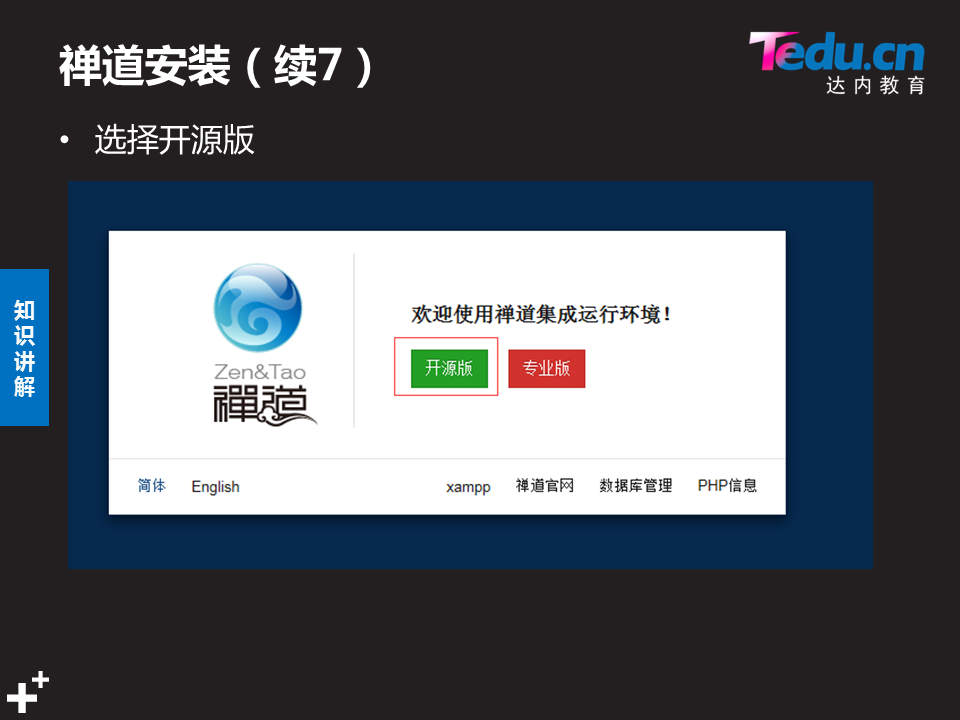 禅道安装（续7）
Tedu.cn
达内教育
• 选择开源版
知识讲解
欢迎使用禅道集成运行环境！
开源版 专业版
Zen&Tao
禪道
简体 English xampp 禅道官网 数据库管理 PHP信息